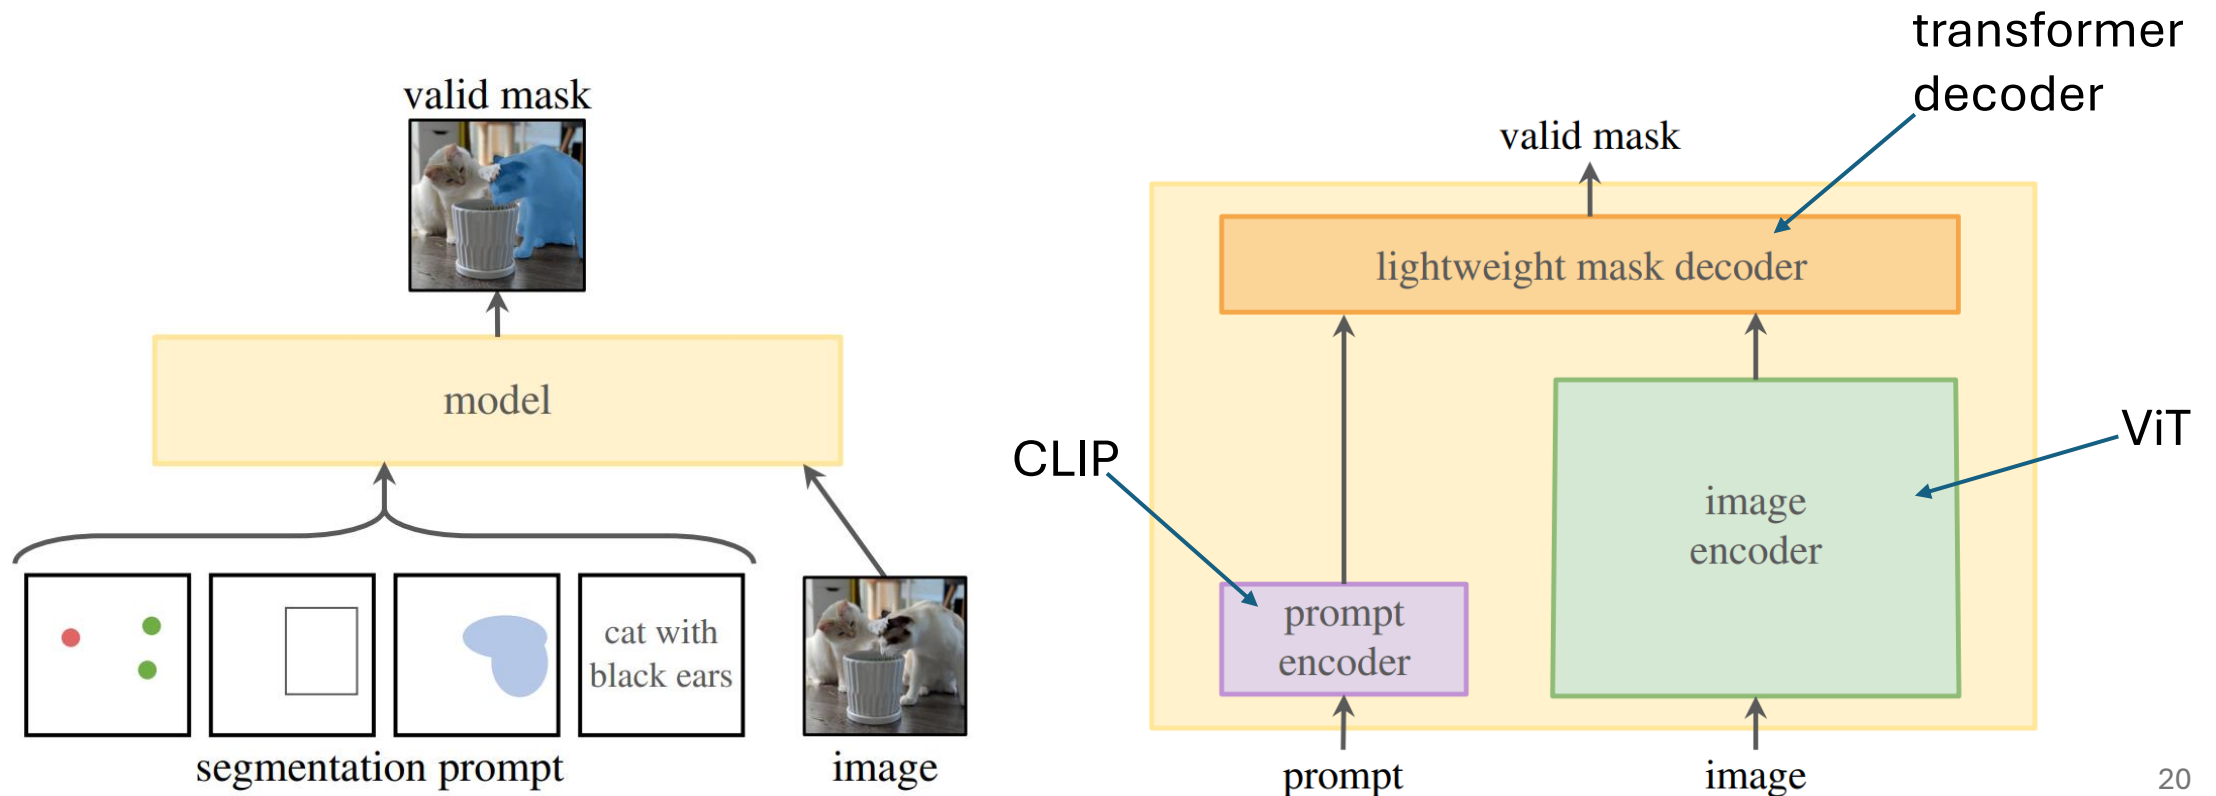 valid mask
model
cat with
black ears
segmentation prompt
image
transformer
decoder
valid mask
lightweight mask decoder
CLIP
ViT
image
encoder
prompt
encoder
prompt
image
20